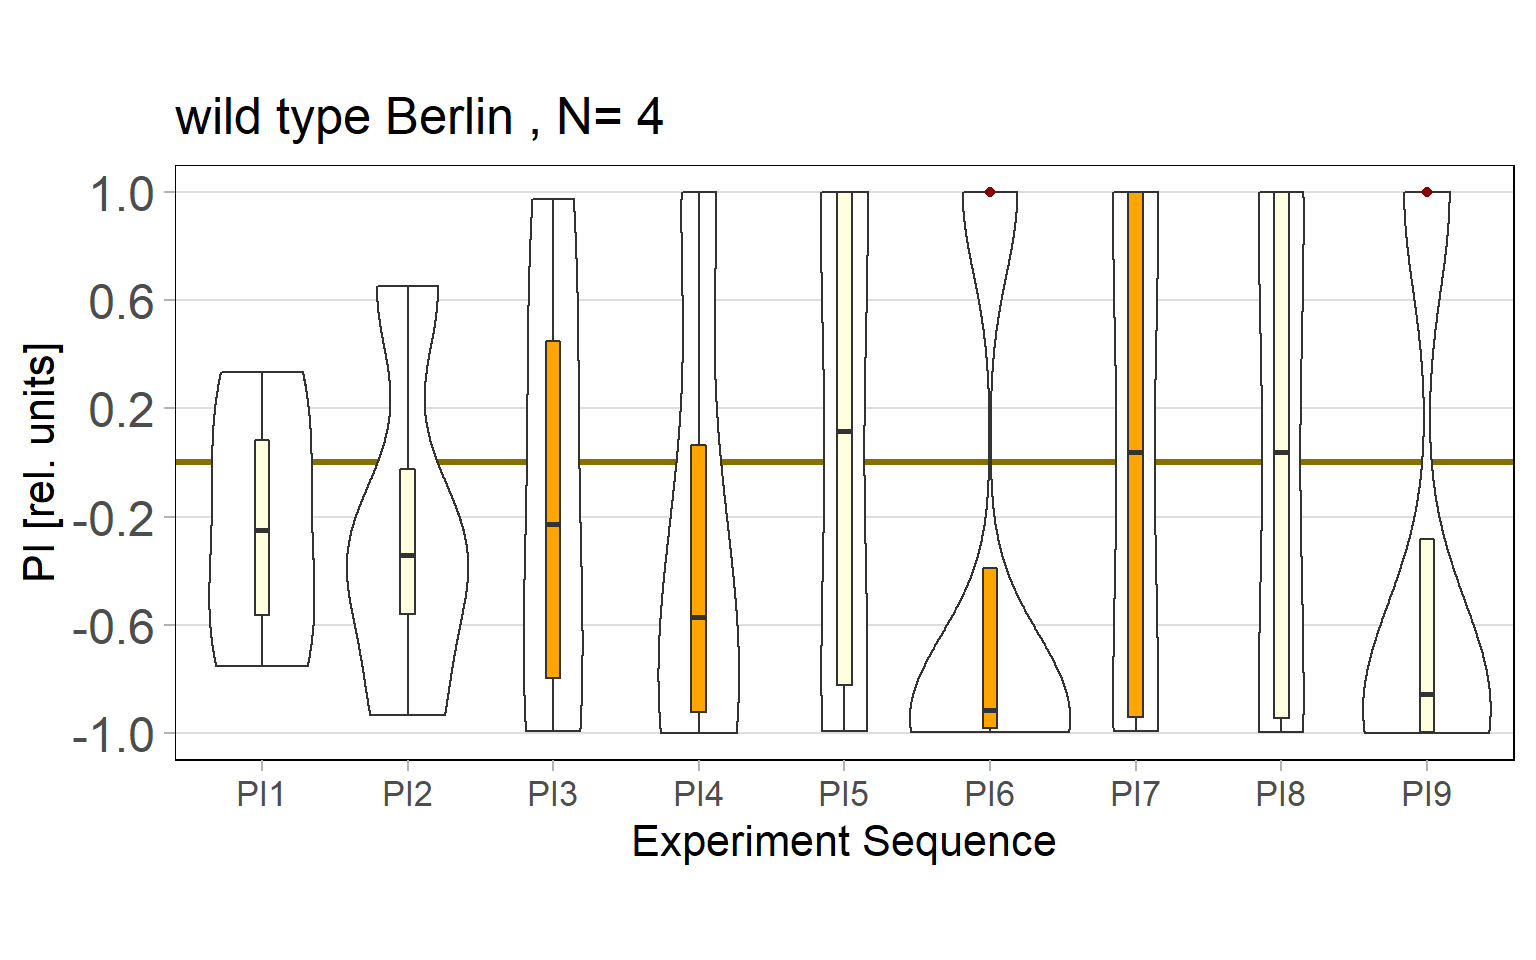 wild type Berlin , N= 4
PI [rel. units]
1.0
0.6
0.2
-0.2
-0.6
-1.0
PI1 PI2 PI3 PI4 PI5 PI6 PI7 PI8 PI9
Experiment Sequence